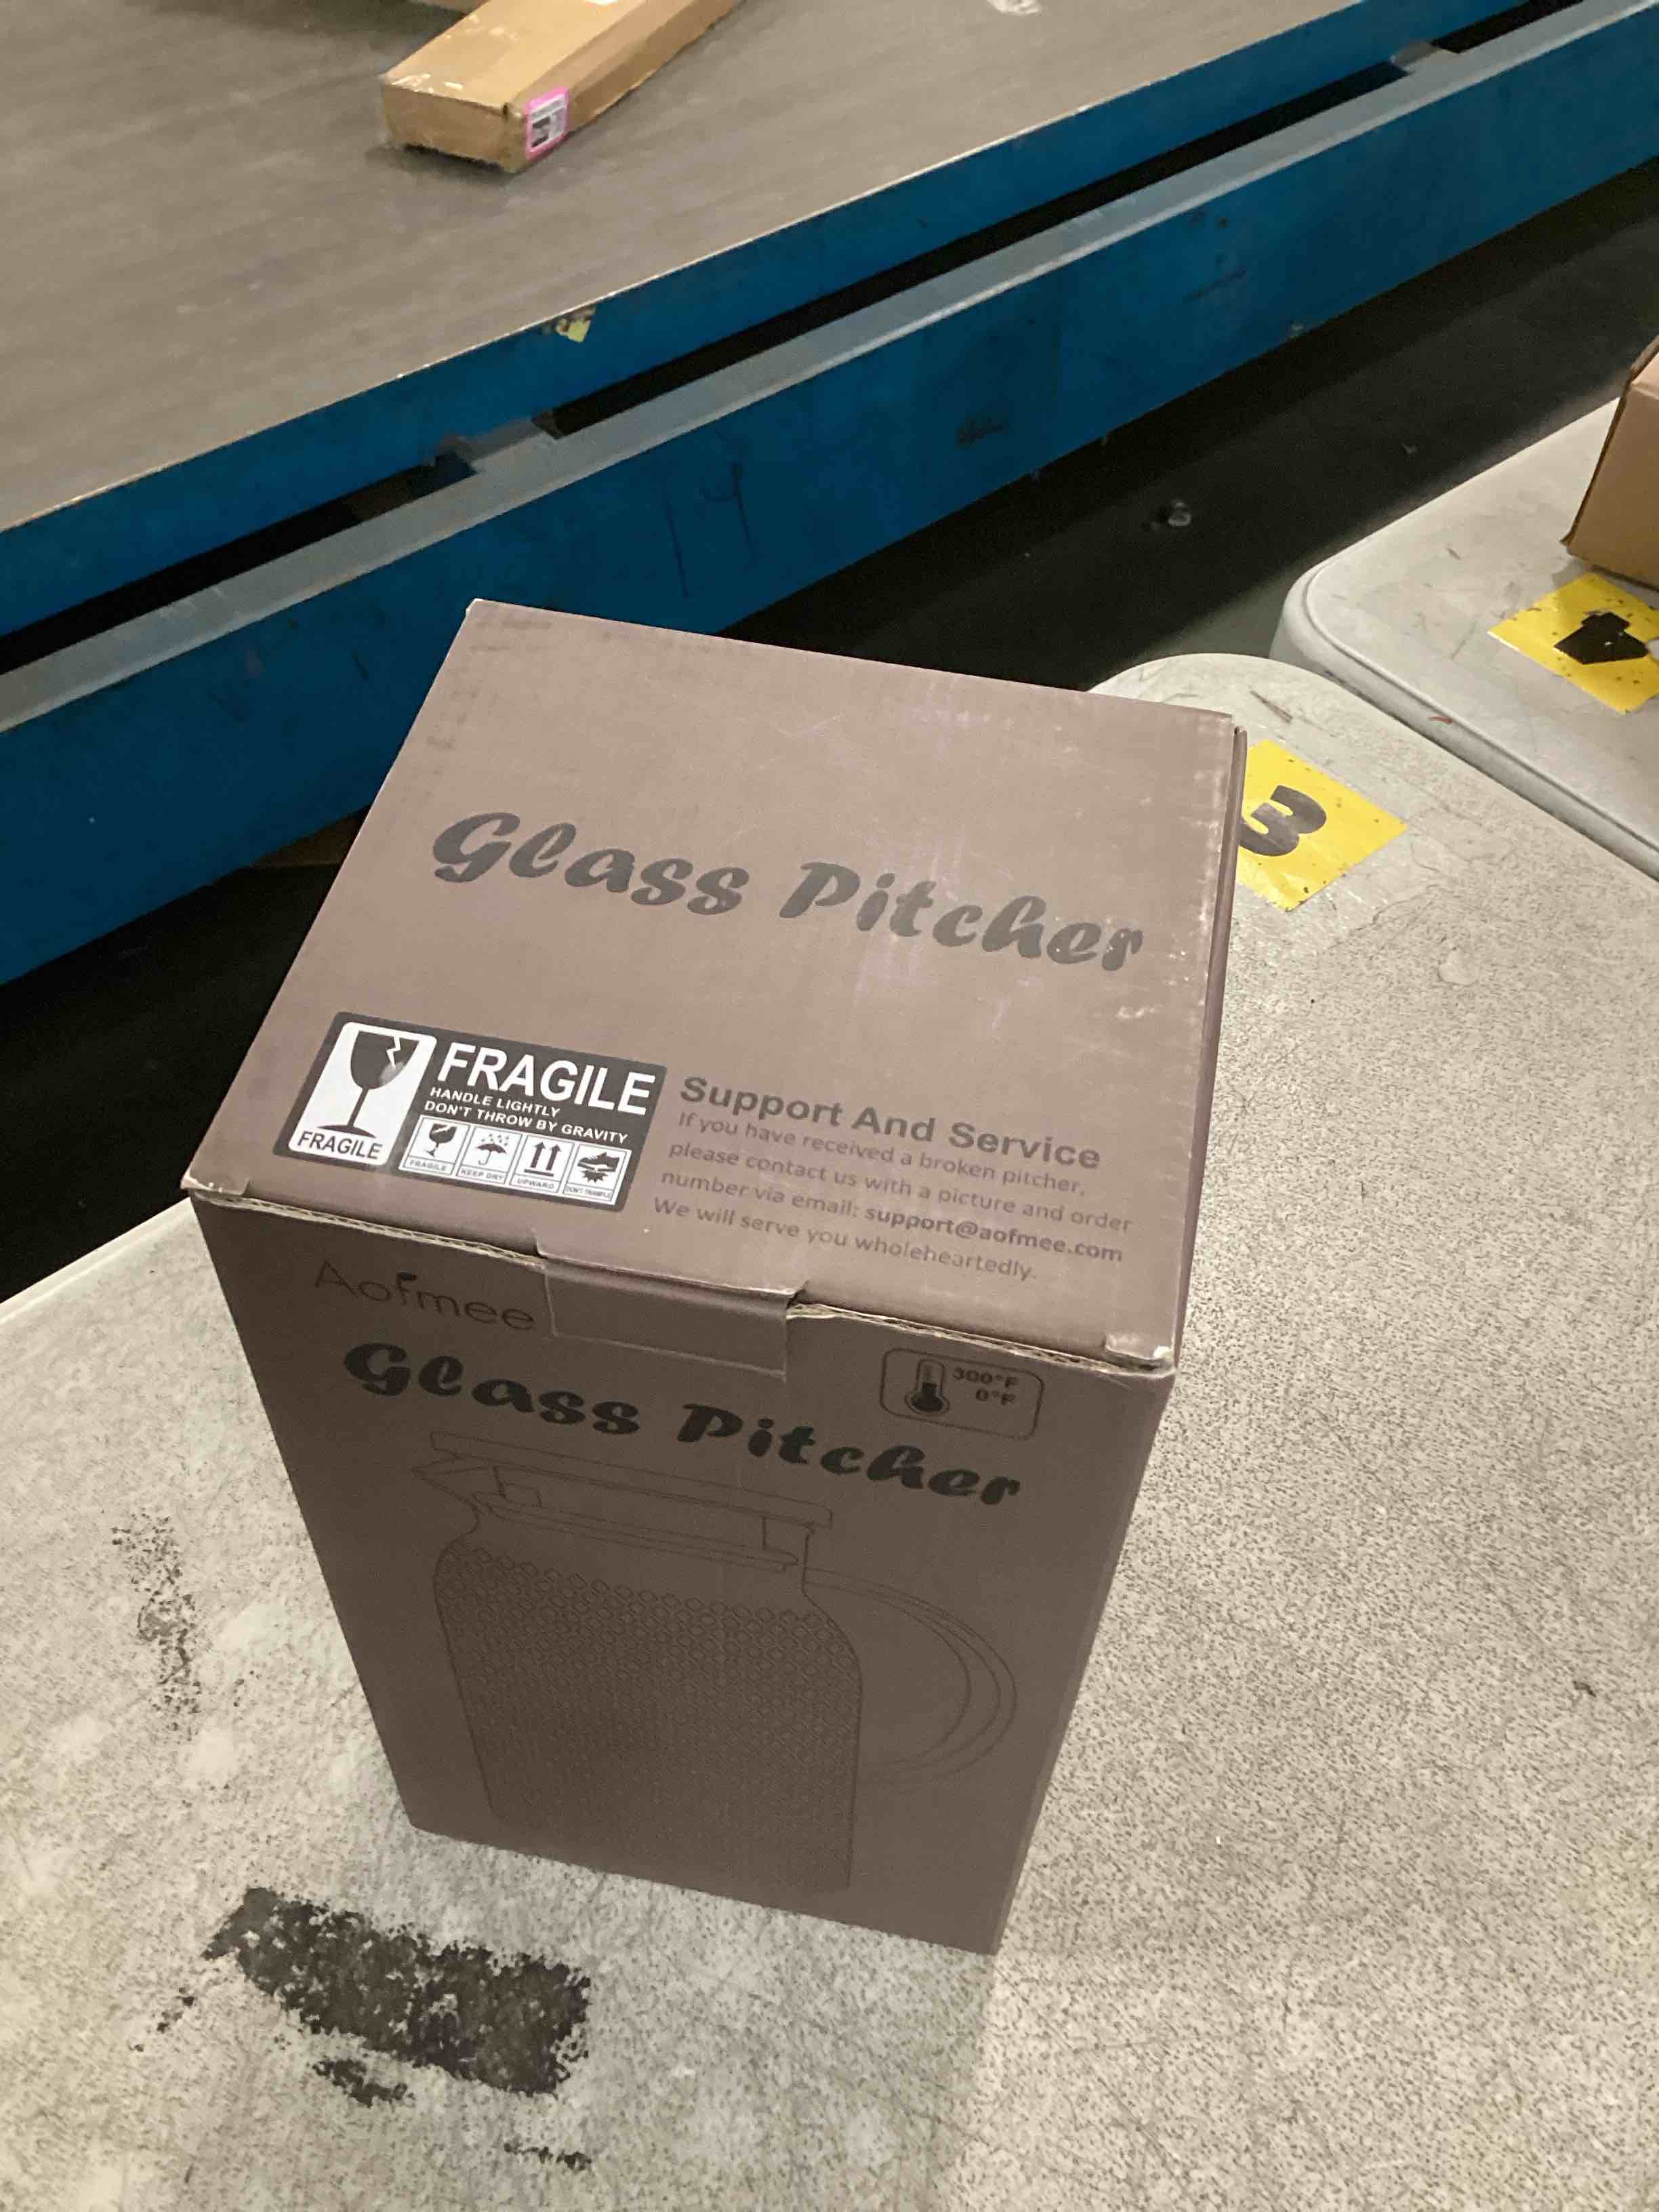 14
3
Glass Pitcher
FRAGILE
FRAGILE
HANDLE LIGHTLY
DON'T THROW BY GRAVITY
FRAGILE
KEEP DRY
UPWARD
DON'T TRAMPLE
Support And Service
If you have received a broken pitcher,
please contact us with a picture and order
number via email: support@aofmee.com
We will serve you wholeheartedly.
Aofmee
Glass Pitcher
300°F
0°F